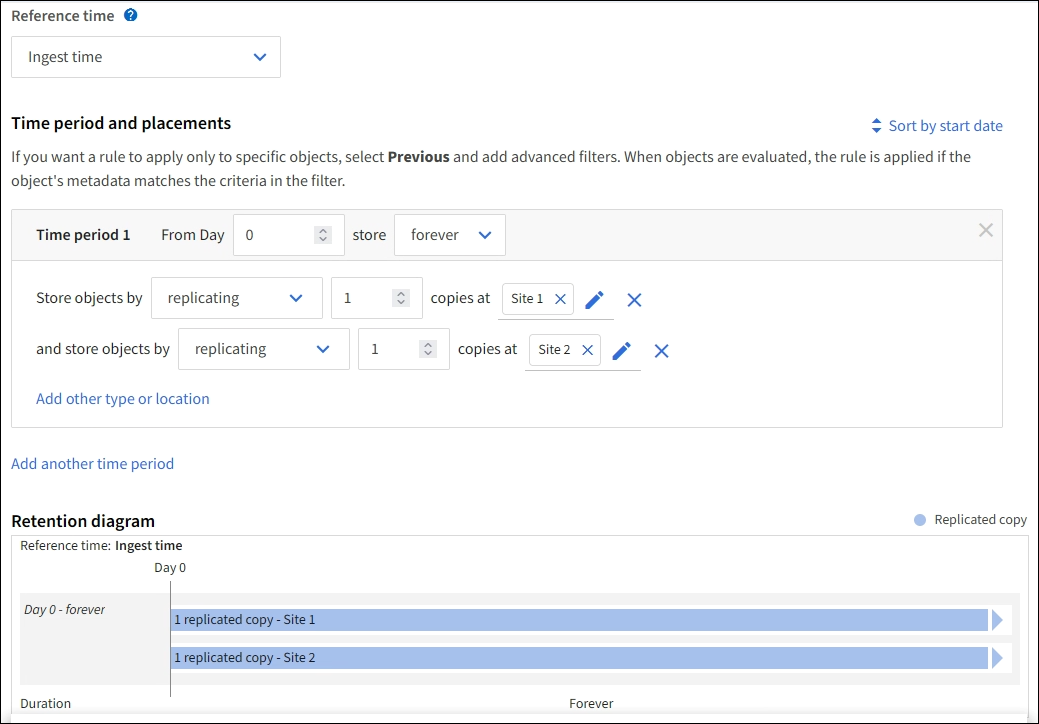 Reference time ?
Ingest time
Time period and placements
Sort by start date
If you want a rule to apply only to specific objects, select Previous and add advanced filters. When objects are evaluated, the rule is applied if the
object's metadata matches the criteria in the filter.
Time period 1 From Day 0 store forever
Store objects by replicating 1 copies at Site 1
and store objects by replicating 1 copies at Site 2
Add other type or location
Add another time period
Retention diagram
Replicated copy
Reference time: Ingest time
Day 0
Day 0 - forever
1 replicated copy - Site 1
1 replicated copy - Site 2
Duration Forever